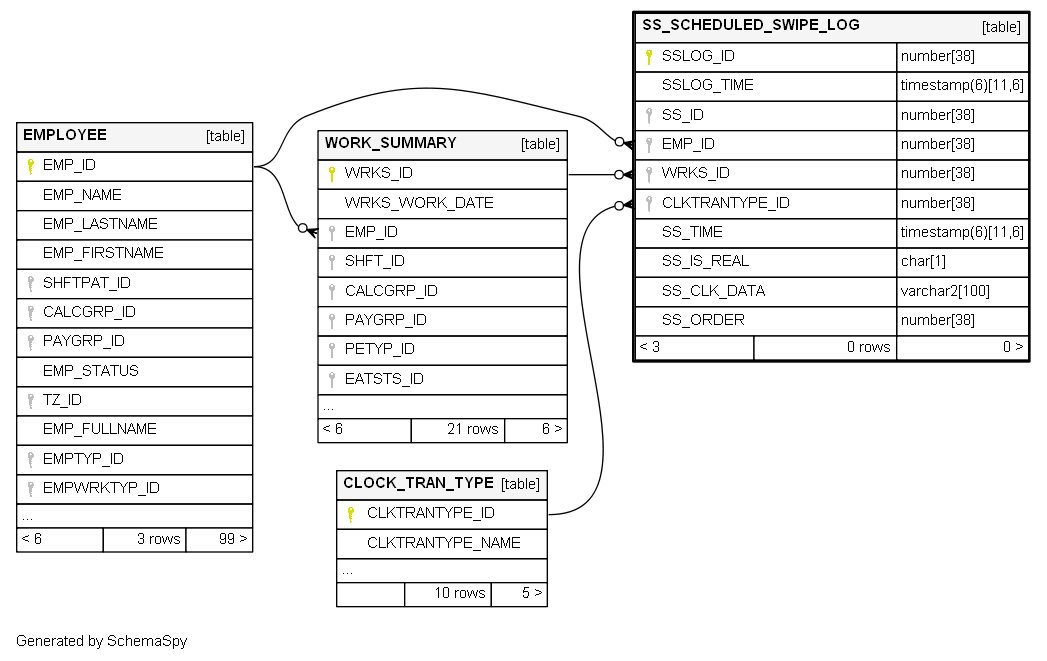 EMPLOYEE [table]
EMP_ID
EMP_NAME
EMP_LASTNAME
EMP_FIRSTNAME
SHFTPAT_ID
CALCGRP_ID
PAYGRP_ID
EMP_STATUS
TZ_ID
EMP_FULLNAME
EMPTYP_ID
EMPWRKTYP_ID
...
< 6 3 rows 99 >
WORK_SUMMARY [table]
WRKS_ID
WRKS_WORK_DATE
EMP_ID
SHFT_ID
CALCGRP_ID
PAYGRP_ID
PETYP_ID
EATSTS_ID
...
< 6 21 rows 6 >
CLOCK_TRAN_TYPE [table]
CLKTRANTYPE_ID
CLKTRANTYPE_NAME
...
10 rows 5 >
SS_SCHEDULED_SWIPE_LOG [table]
SSLOG_ID number[38]
SSLOG_TIME timestamp(6)[11,6]
SS_ID number[38]
EMP_ID number[38]
WRKS_ID number[38]
CLKTRANTYPE_ID number[38]
SS_TIME timestamp(6)[11,6]
SS_IS_REAL char[1]
SS_CLK_DATA varchar2[100]
SS_ORDER number[38]
< 3 0 rows 0 >
Generated by SchemaSpy